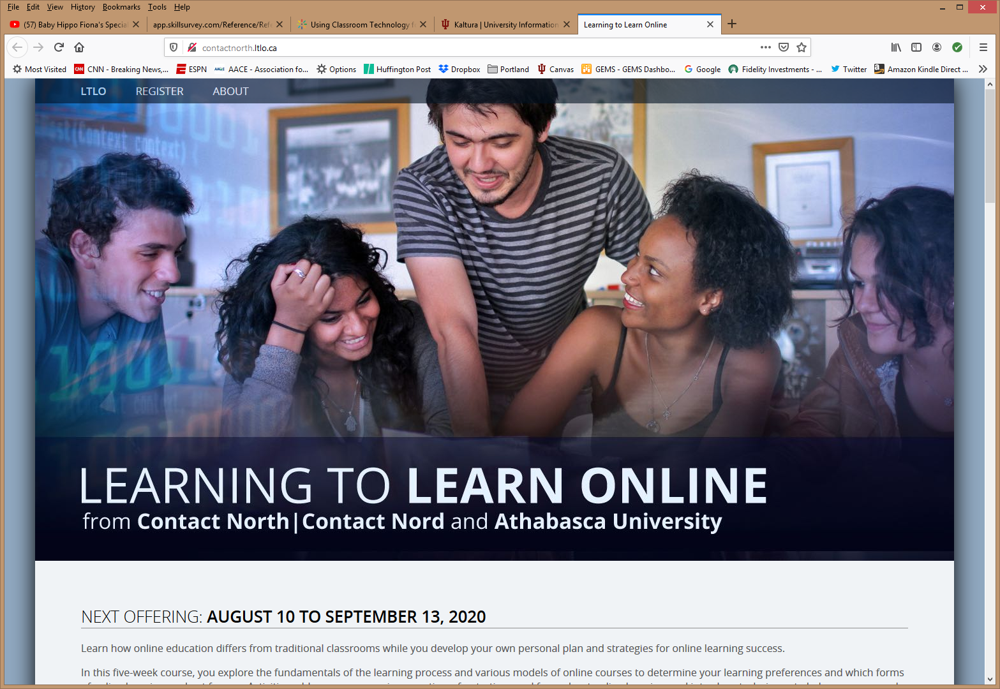 File Edit View History Bookmarks Tools Help
(57) Baby Hippo Fiona's Special
app.skillsurvey.com/Reference/Refe
Using Classroom Technology f
Kaltura | University Information
Learning to Learn Online
contactnorth.ltlo.ca
Most Visited CNN - Breaking News,... ESPN AACE - Association fo... Options Huffington Post Dropbox Portland Canvas GEMS - GEMS Dashbo... Google Fidelity Investments - ... Twitter Amazon Kindle Direct ...
LTLO REGISTER ABOUT
LEARNING TO LEARN ONLINE
from Contact North|Contact Nord and Athabasca University
NEXT OFFERING: AUGUST 10 TO SEPTEMBER 13, 2020
Learn how online education differs from traditional classrooms while you develop your own personal plan and strategies for online learning success.
In this five-week course, you explore the fundamentals of the learning process and various models of online courses to determine your learning preferences and which forms